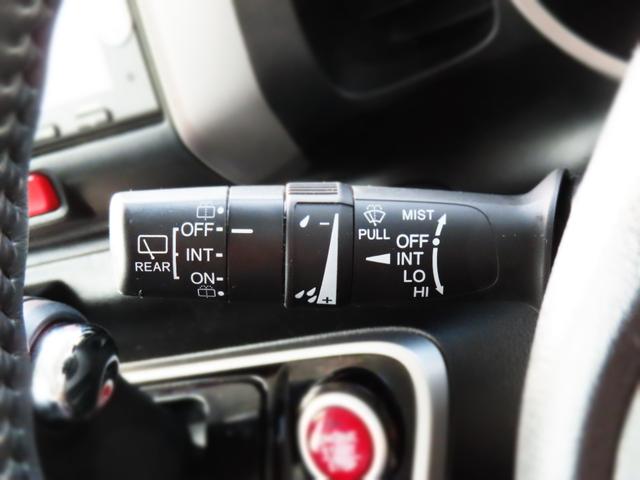 REAR
OFF
INT
ON
−
+
PULL
MIST
OFF
INT
LO
HI